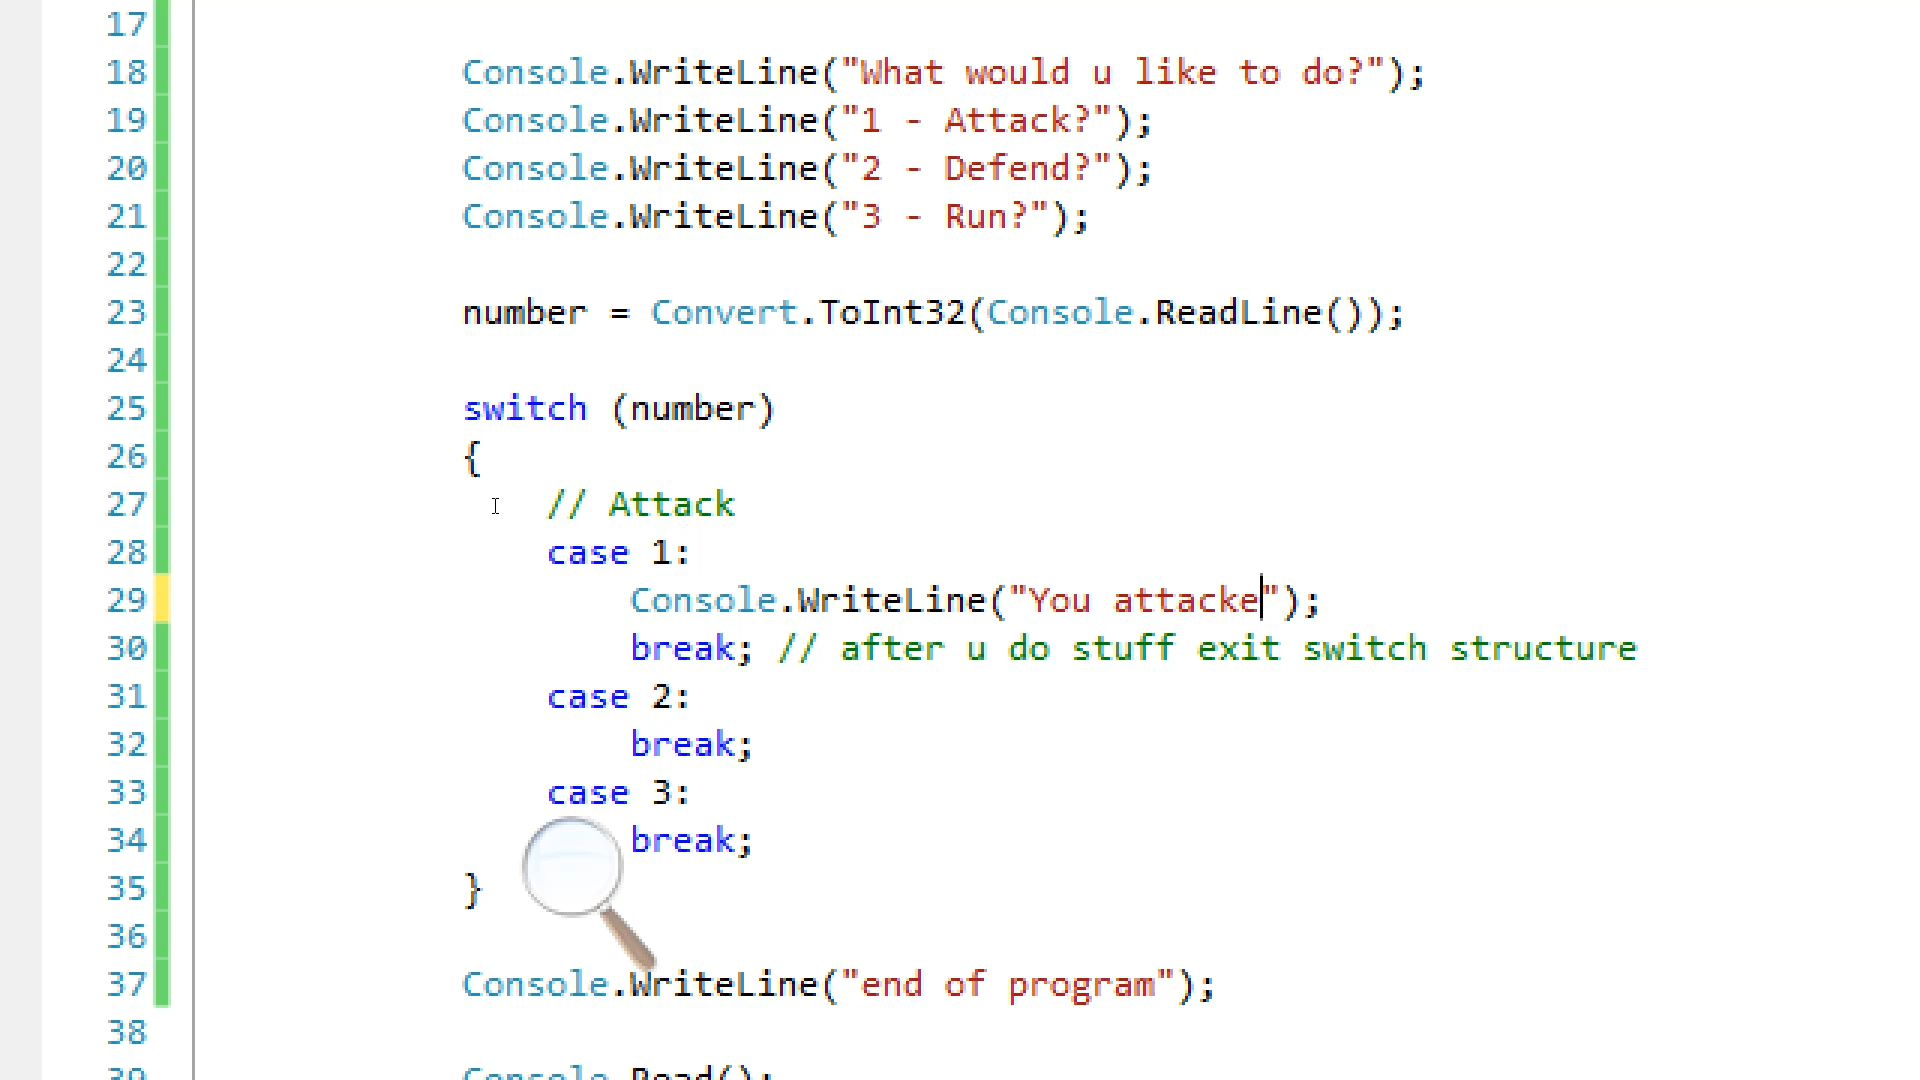 17
18 Console.WriteLine("What would u like to do?");
19 Console.WriteLine("1 - Attack?");
20 Console.WriteLine("2 - Defend?");
21 Console.WriteLine("3 - Run?");
22
23 number = Convert.ToInt32(Console.ReadLine());
24
25 switch (number)
26 {
27 // Attack
28 case 1:
29 Console.WriteLine("You attacke");
30 break; // after u do stuff exit switch structure
31 case 2:
32 break;
33 case 3:
34 break;
35 }
36
37 Console.WriteLine("end of program");
38
39 Console.Read();